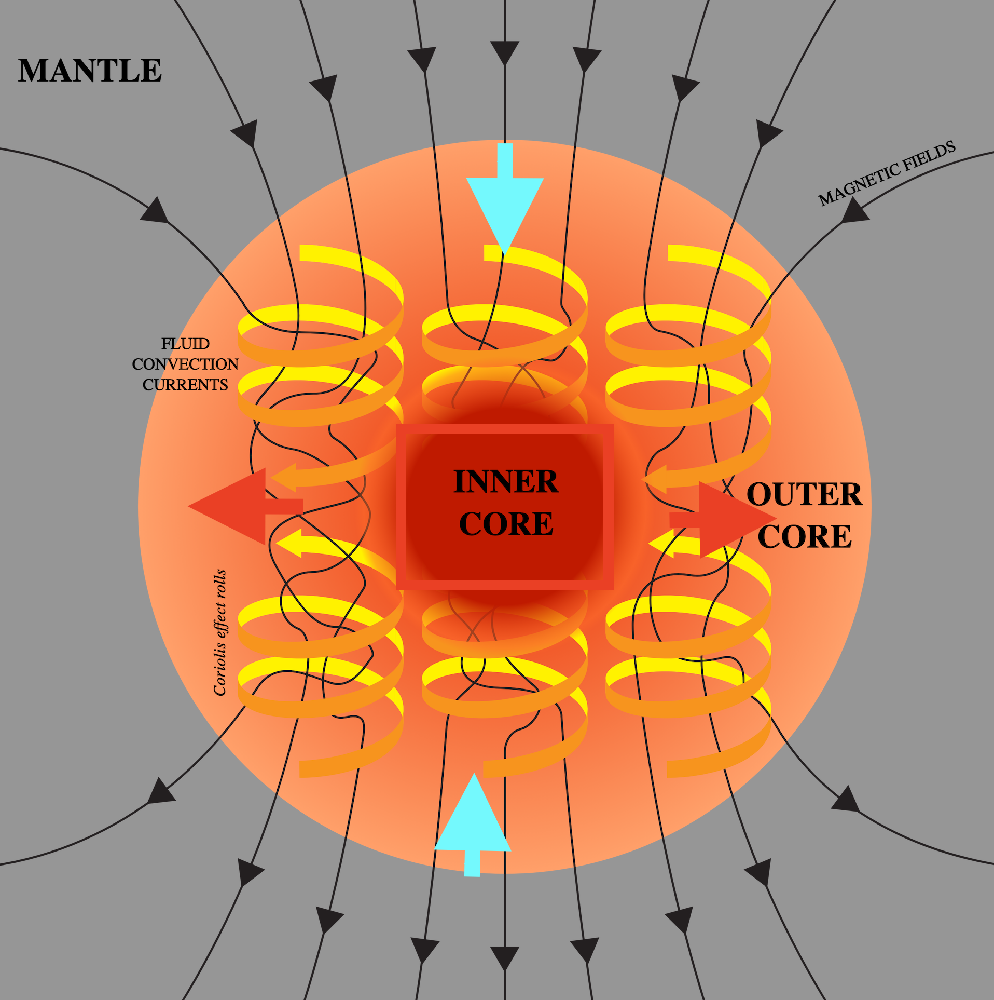 MANTLE
MAGNETIC FIELDS
FLUID
CONVECTION
CURRENTS
INNER
CORE
OUTER
CORE
Coriolis effect rolls